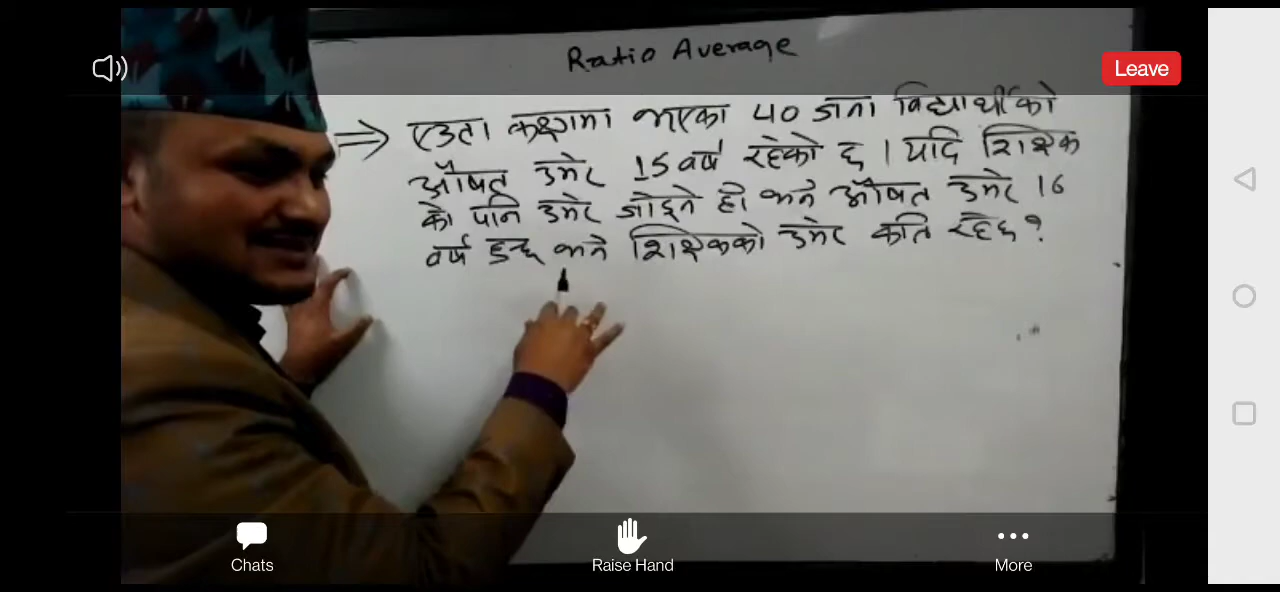 Ratio Average
Leave
⇒ एउटा कक्षामा भएका 40 जना विद्यार्थीको
औषत उमेर 15 वर्ष रहेको छ । यदि शिक्षक
को पनि उमेर जोड्ने हो भने औषत उमेर 16
वर्ष हुन्छ भने शिक्षकको उमेर कति रहेछ ?
Chats
Raise Hand
More